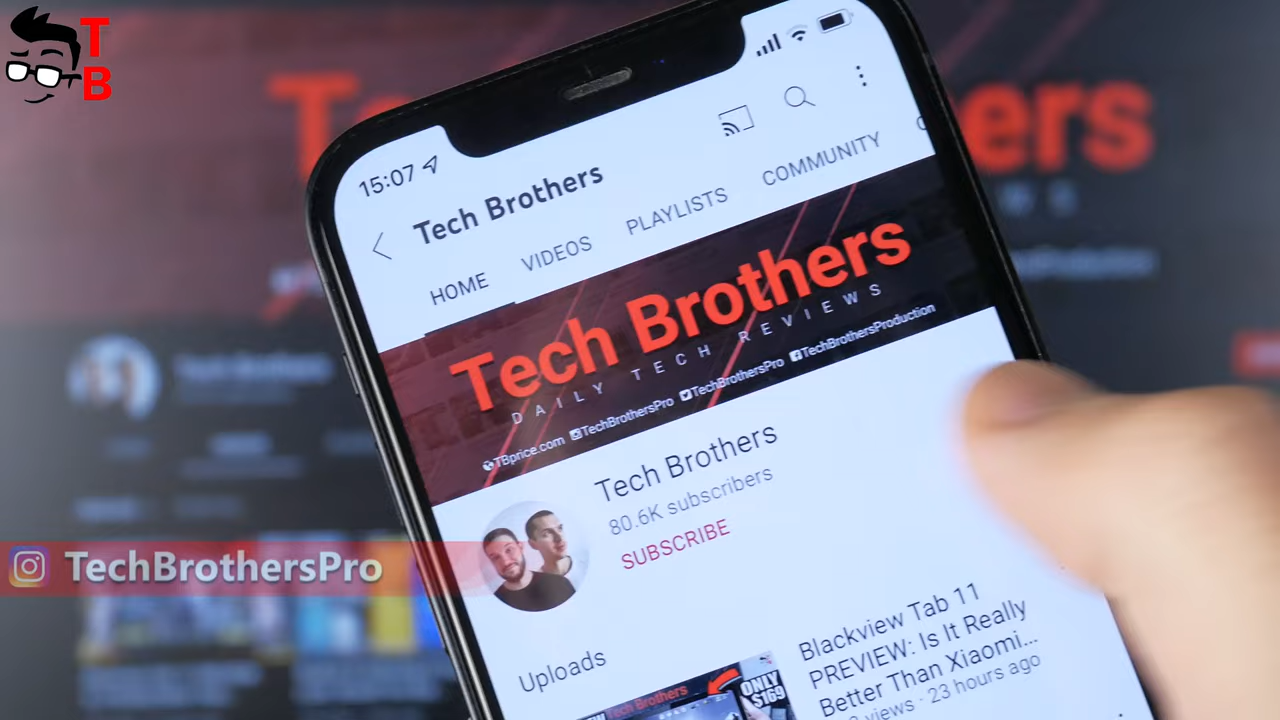 T
B
15:07
Tech Brothers
HOME VIDEOS PLAYLISTS COMMUNITY
Tech Brothers
DAILY TECH REVIEWS
TBprice.com TechBrothersPro TechBrothersPro TechBrothersProduction
Tech Brothers
80.6K subscribers
SUBSCRIBE
TechBrothersPro
Uploads
Blackview Tab 11
PREVIEW: Is It Really
Better Than Xiaomi...
views · 23 hours ago
Tech Brothers
ONLY
$169
ers